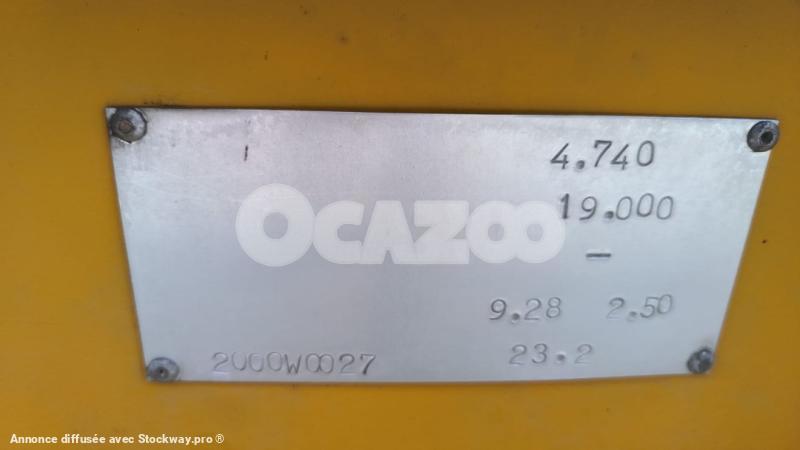 4.740
OCAZOO
19.000
-
9.28 2.50
2000W0027
23.2
Annonce diffusée avec Stockway.pro ®